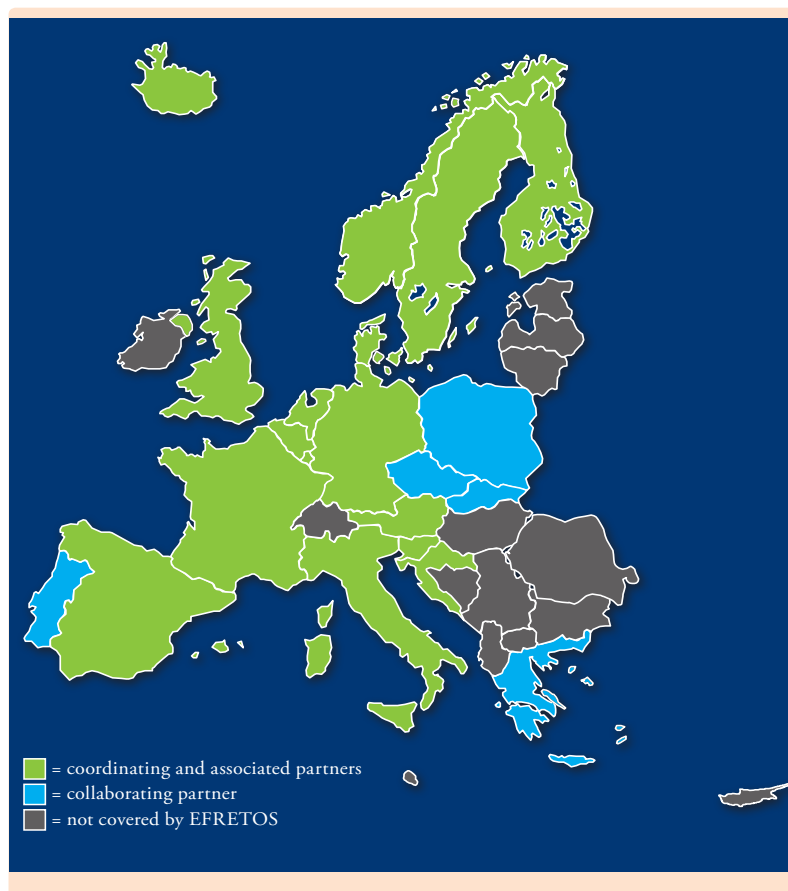 = coordinating and associated partners
= collaborating partner
= not covered by EFRETOS